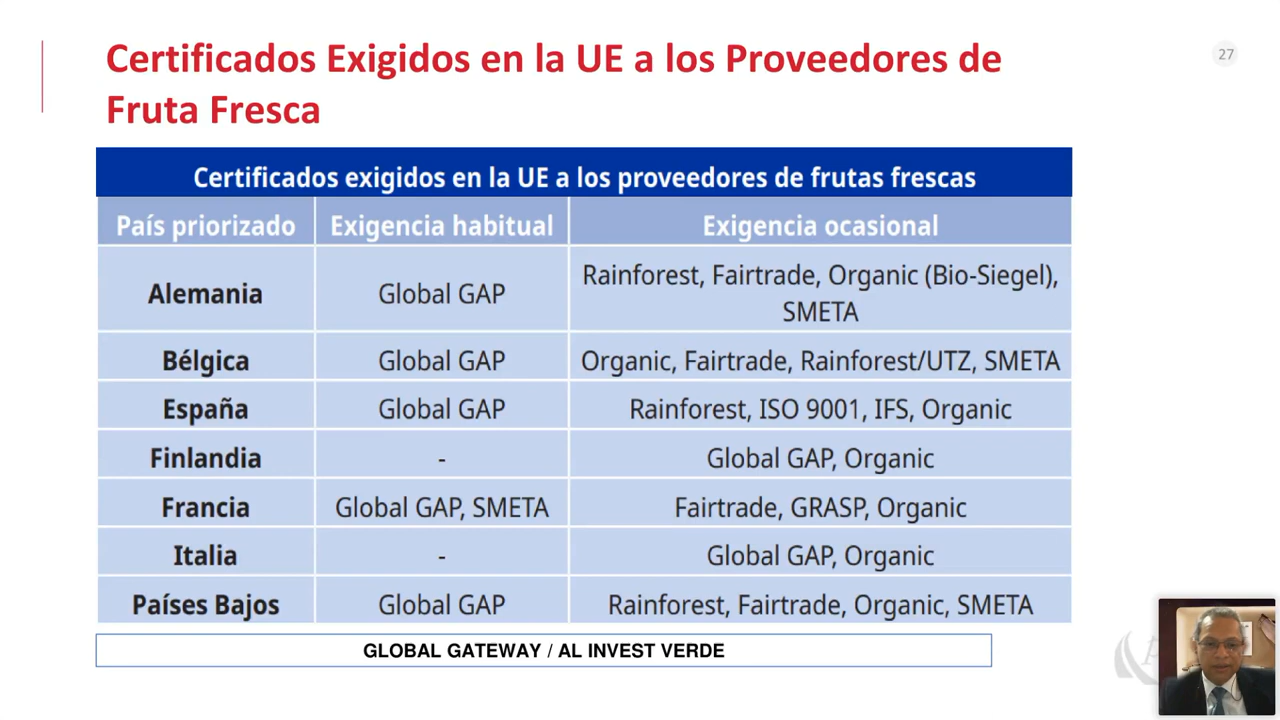 Certificados Exigidos en la UE a los Proveedores de
Fruta Fresca
27
Certificados exigidos en la UE a los proveedores de frutas frescas
País priorizado Exigencia habitual Exigencia ocasional
Alemania Global GAP Rainforest, Fairtrade, Organic (Bio-Siegel),
SMETA
Bélgica Global GAP Organic, Fairtrade, Rainforest/UTZ, SMETA
España Global GAP Rainforest, ISO 9001, IFS, Organic
Finlandia - Global GAP, Organic
Francia Global GAP, SMETA Fairtrade, GRASP, Organic
Italia - Global GAP, Organic
Países Bajos Global GAP Rainforest, Fairtrade, Organic, SMETA
GLOBAL GATEWAY / AL INVEST VERDE